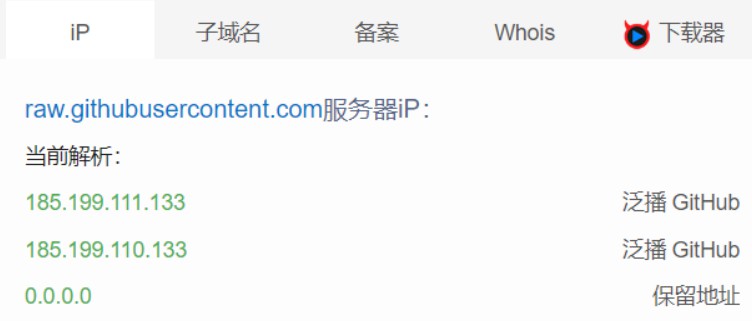 iP 子域名 备案 Whois 下载器
raw.githubusercontent.com服务器iP：
当前解析：
185.199.111.133 泛播 GitHub
185.199.110.133 泛播 GitHub
0.0.0.0 保留地址